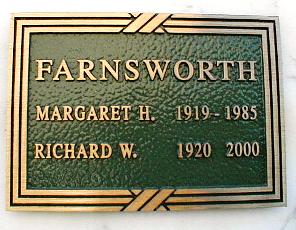 FARNSWORTH
MARGARET H. 1919-1985
RICHARD W. 1920 2000